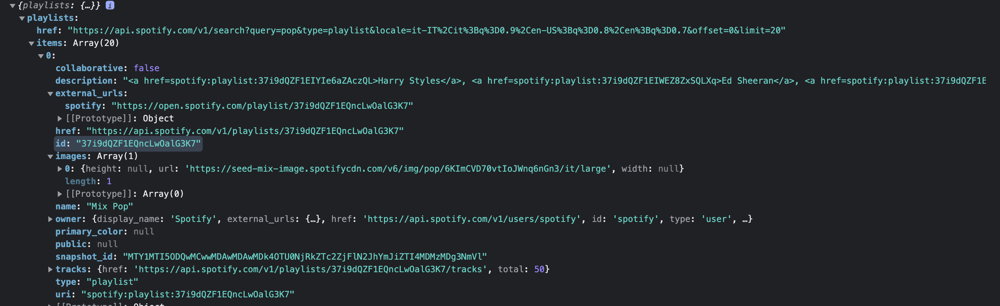 {playlists: {…}} i
playlists:
href: "https://api.spotify.com/v1/search?query=pop&type=playlist&locale=it-IT%2Cit%3Bq%3D0.9%2Cen-US%3Bq%3D0.8%2Cen%3Bq%3D0.7&offset=0&limit=20"
items: Array(20)
0:
collaborative: false
description: "<a href=spotify:playlist:37i9dQZF1EIYIe6aZAczQL>Harry Styles</a>, <a href=spotify:playlist:37i9dQZF1EIWEZ8ZxSQLXq>Ed Sheeran</a>, <a href=spotify:playlist:37i9dQZF1E
external_urls:
spotify: "https://open.spotify.com/playlist/37i9dQZF1EQncLwOalG3K7"
[[Prototype]]: Object
href: "https://api.spotify.com/v1/playlists/37i9dQZF1EQncLwOalG3K7"
id: "37i9dQZF1EQncLwOalG3K7"
images: Array(1)
0: {height: null, url: 'https://seed-mix-image.spotifycdn.com/v6/img/pop/6KImCVD70vtIoJWnq6nGn3/it/large', width: null}
length: 1
[[Prototype]]: Array(0)
name: "Mix Pop"
owner: {display_name: 'Spotify', external_urls: {…}, href: 'https://api.spotify.com/v1/users/spotify', id: 'spotify', type: 'user', …}
primary_color: null
public: null
snapshot_id: "MTY1MTI5ODQwMCwwMDAwMDAwMDk4OTU0NjRkZTc2ZjFlN2JhYmJiZTI4MDMzMDg3NmVl"
tracks: {href: 'https://api.spotify.com/v1/playlists/37i9dQZF1EQncLwOalG3K7/tracks', total: 50}
type: "playlist"
uri: "spotify:playlist:37i9dQZF1EQncLwOalG3K7"
[[Prototype]]: Object